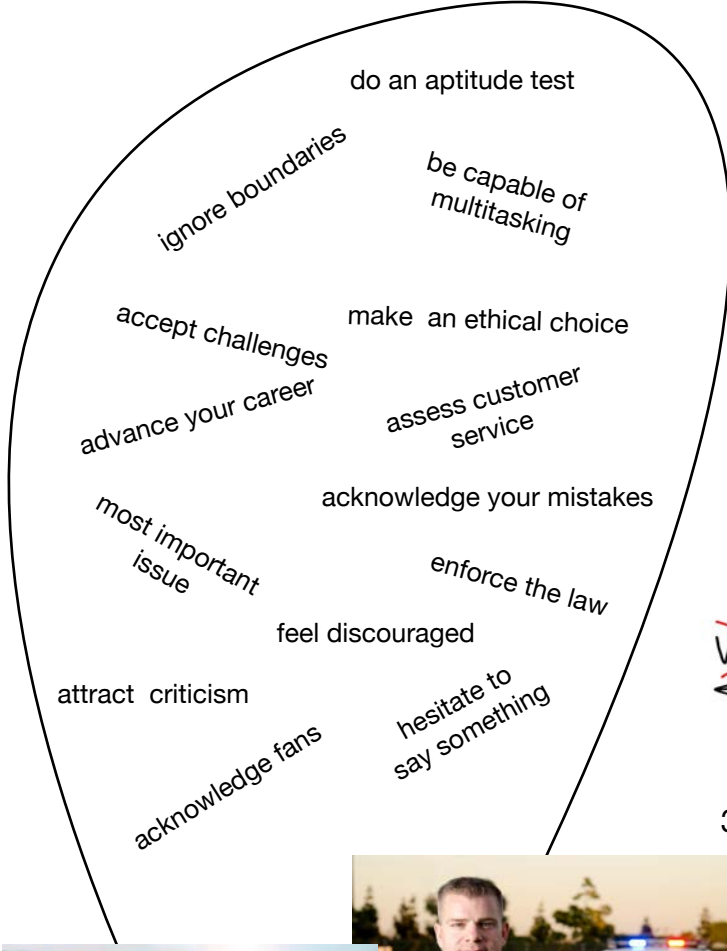 do an aptitude test
ignore boundaries
be capable of
multitasking
accept challenges
make an ethical choice
advance your career
assess customer
service
acknowledge your mistakes
most important
issue
enforce the law
feel discouraged
attract criticism
hesitate to
say something
acknowledge fans